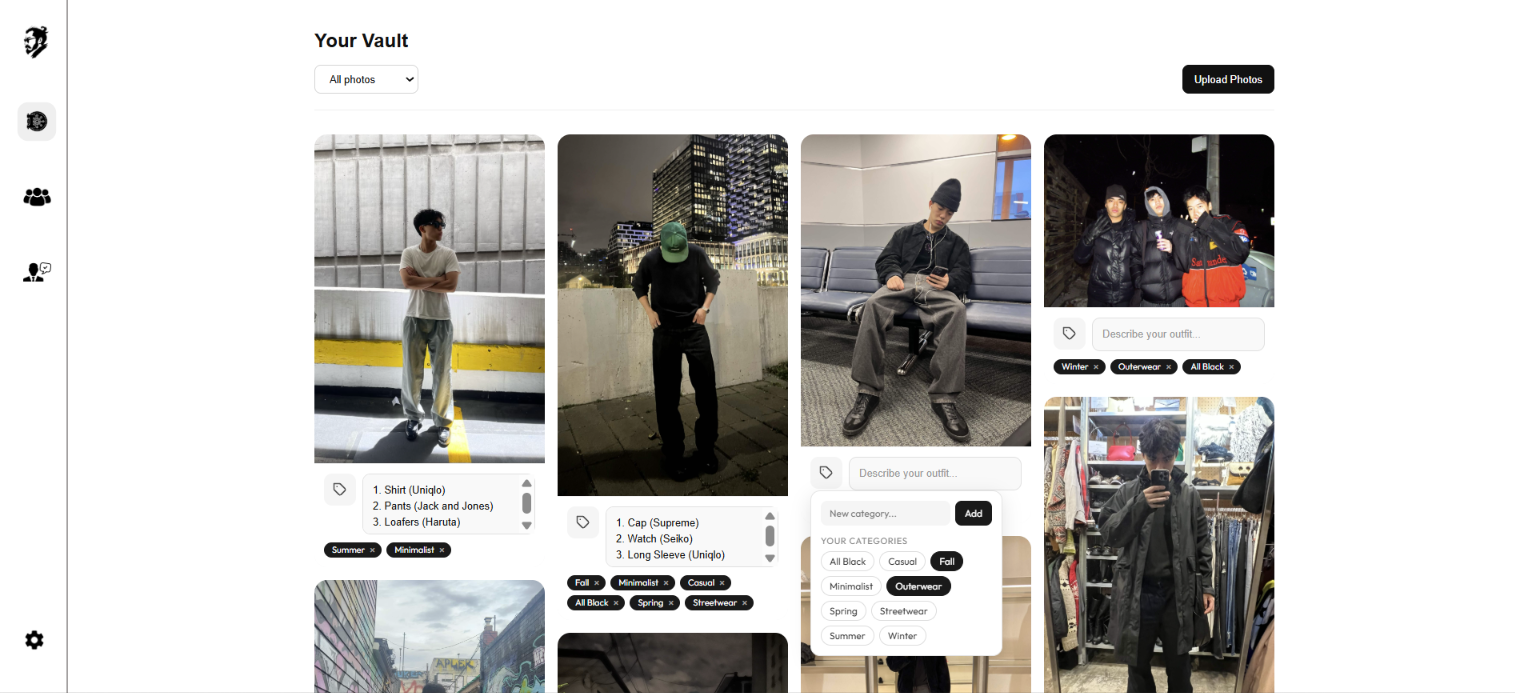 Your Vault
All photos
Upload Photos
1. Shirt (Uniqlo)
2. Pants (Jack and Jones)
3. Loafers (Haruta)
Summer ×
Minimalist ×
1. Cap (Supreme)
2. Watch (Seiko)
3. Long Sleeve (Uniqlo)
Fall ×
Minimalist ×
Casual ×
All Black ×
Spring ×
Streetwear ×
Describe your outfit...
New category...
Add
YOUR CATEGORIES
All Black
Casual
Fall
Minimalist
Outerwear
Spring
Streetwear
Summer
Winter
Describe your outfit...
Winter ×
Outerwear ×
All Black ×